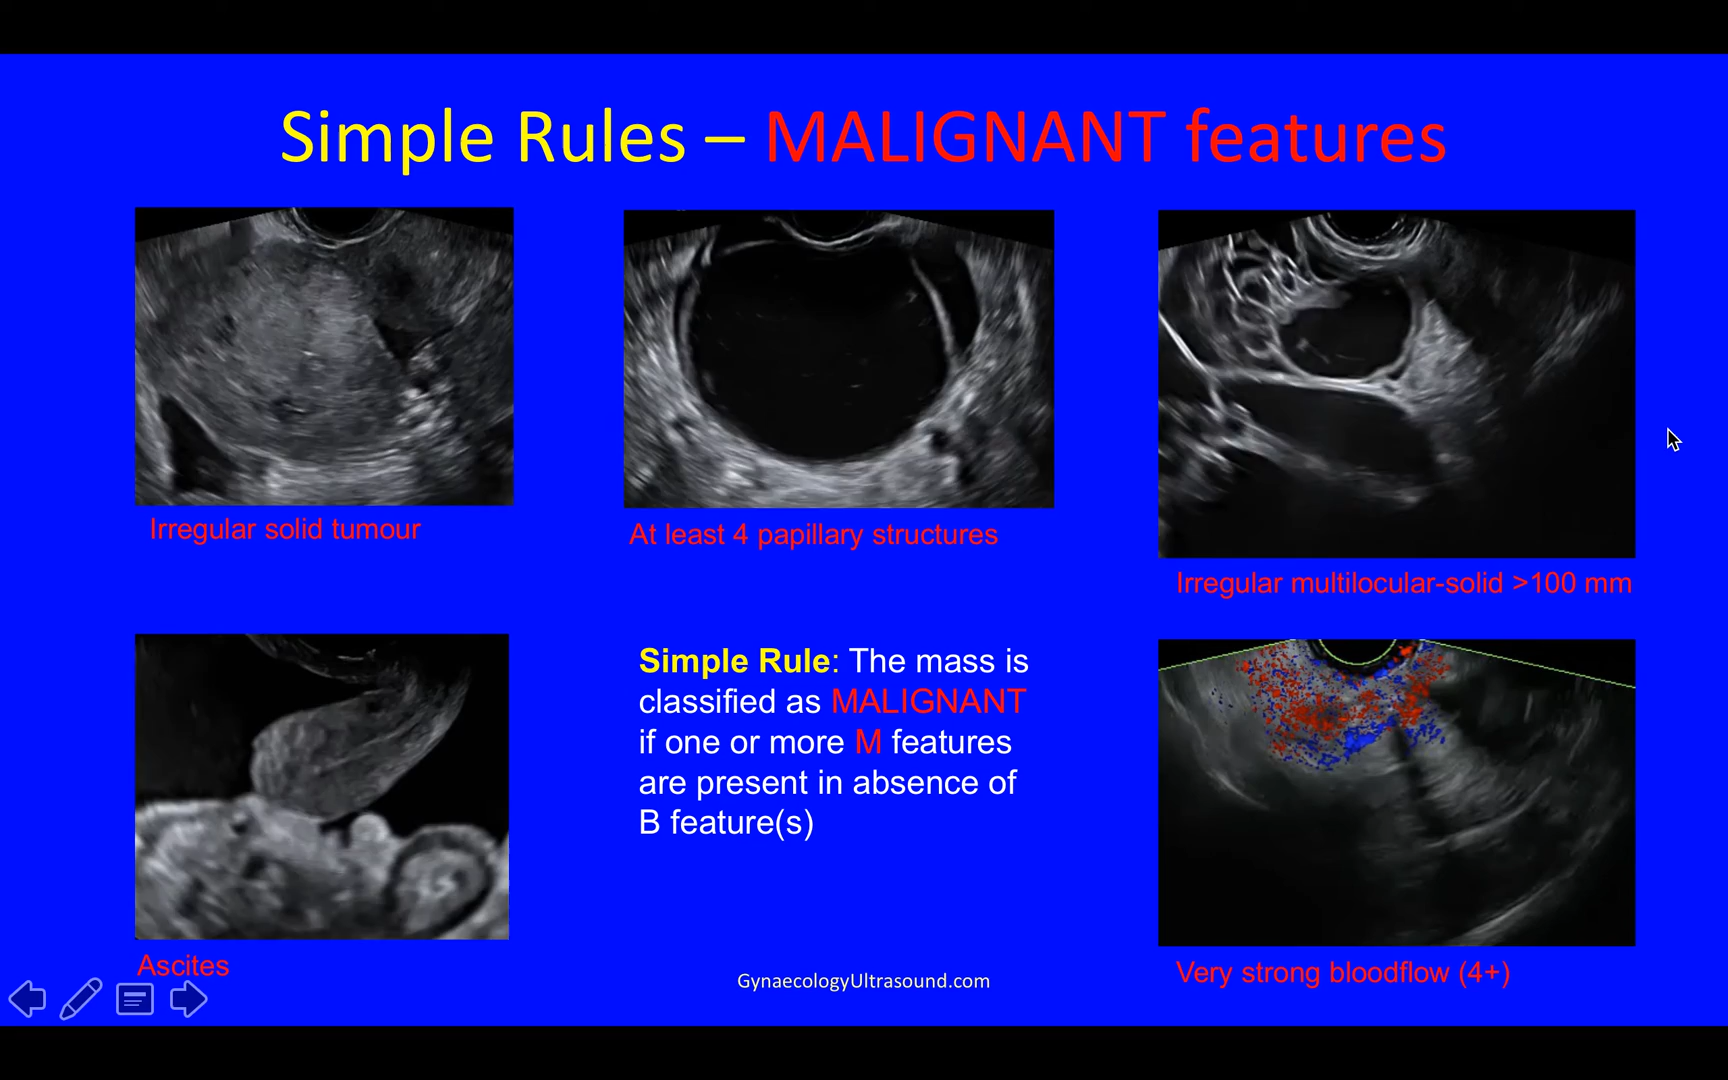 Simple Rules – MALIGNANT features
Irregular solid tumour
At least 4 papillary structures
Irregular multilocular-solid >100 mm
Simple Rule: The mass is
classified as MALIGNANT
if one or more M features
are present in absence of
B feature(s)
Ascites
Very strong bloodflow (4+)
GynaecologyUltrasound.com